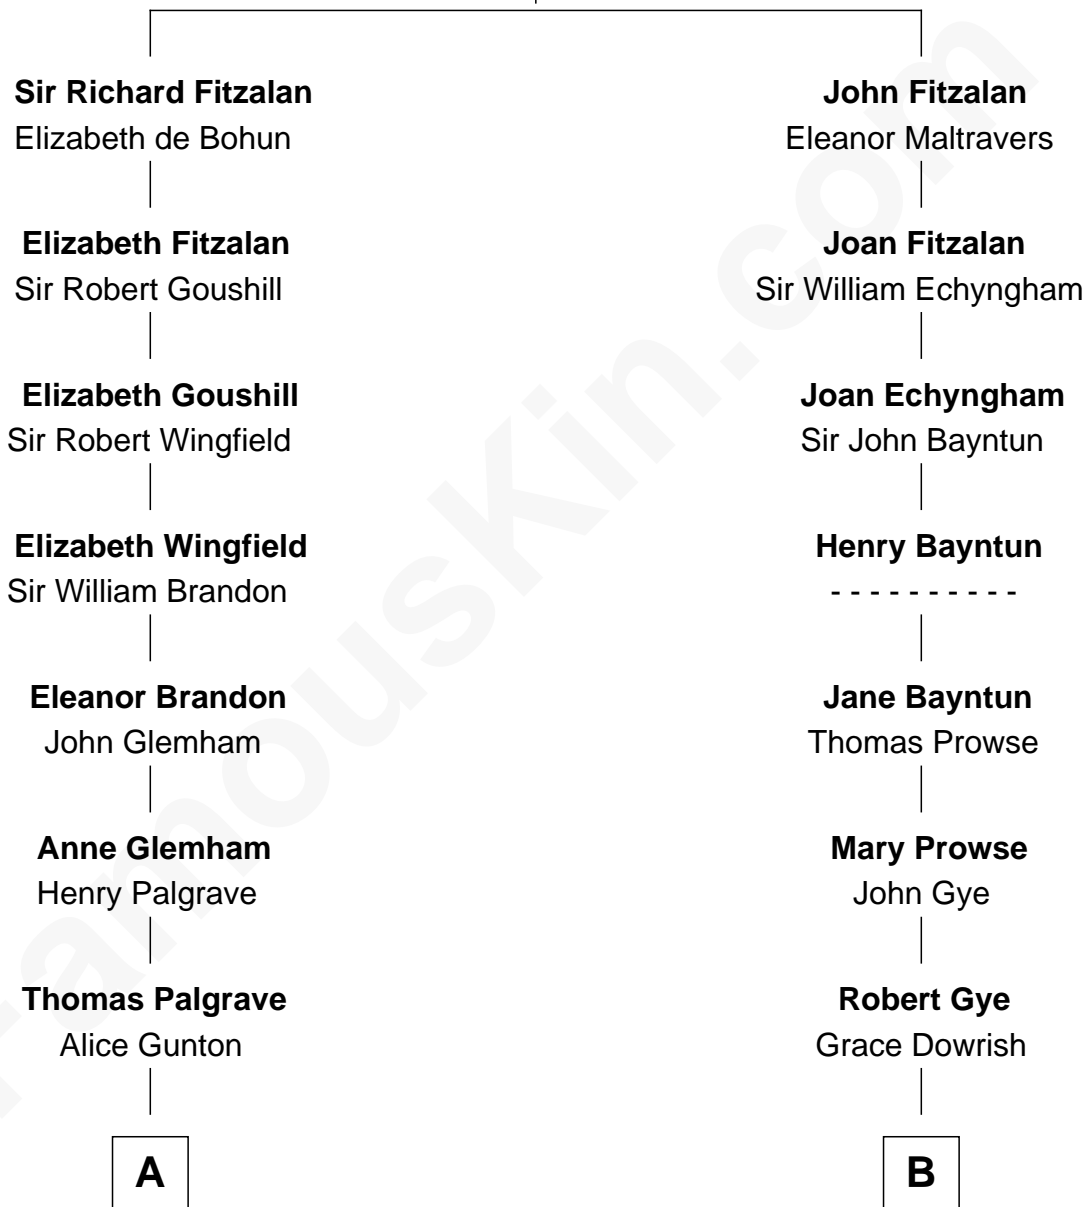 Sir Richard Fitzalan
Elizabeth de Bohun
Elizabeth Fitzalan
Sir Robert Goushill
Elizabeth Goushill
Sir Robert Wingfield
Elizabeth Wingfield
Sir William Brandon
Eleanor Brandon
John Glemham
Anne Glemham
Henry Palgrave
Thomas Palgrave
Alice Gunton
A
John Fitzalan
Eleanor Maltravers
Joan Fitzalan
Sir William Echyngham
Joan Echyngham
Sir John Bayntun
Henry Bayntun
- - - - - - - - - -
Jane Bayntun
Thomas Prowse
Mary Prowse
John Gye
Robert Gye
Grace Dowrish
B
FamousKin.com